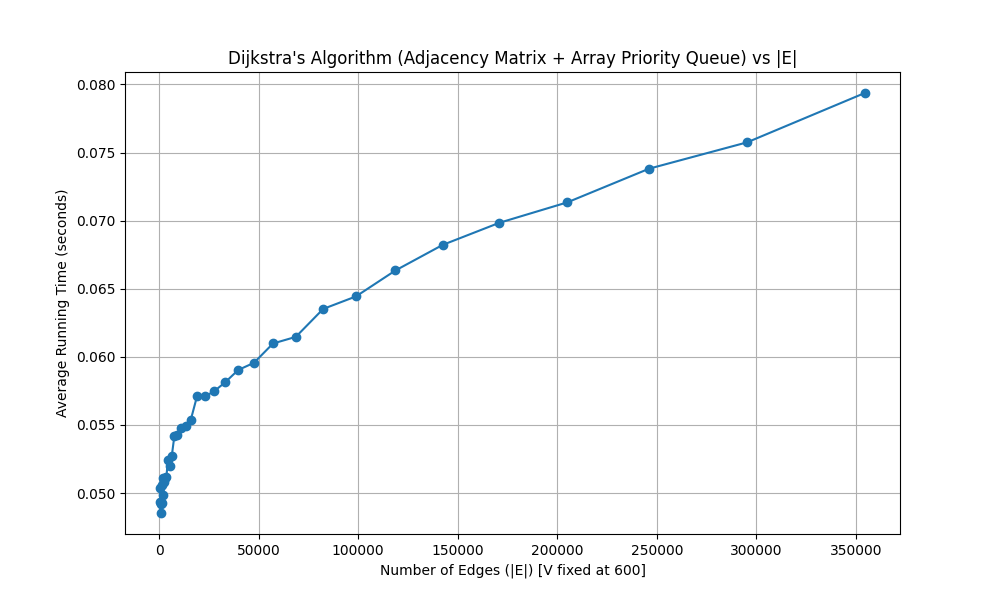 Dijkstra's Algorithm (Adjacency Matrix + Array Priority Queue) vs |E|
Average Running Time (seconds)
0.080
0.075
0.070
0.065
0.060
0.055
0.050
0 50000 100000 150000 200000 250000 300000 350000
Number of Edges (|E|) [V fixed at 600]